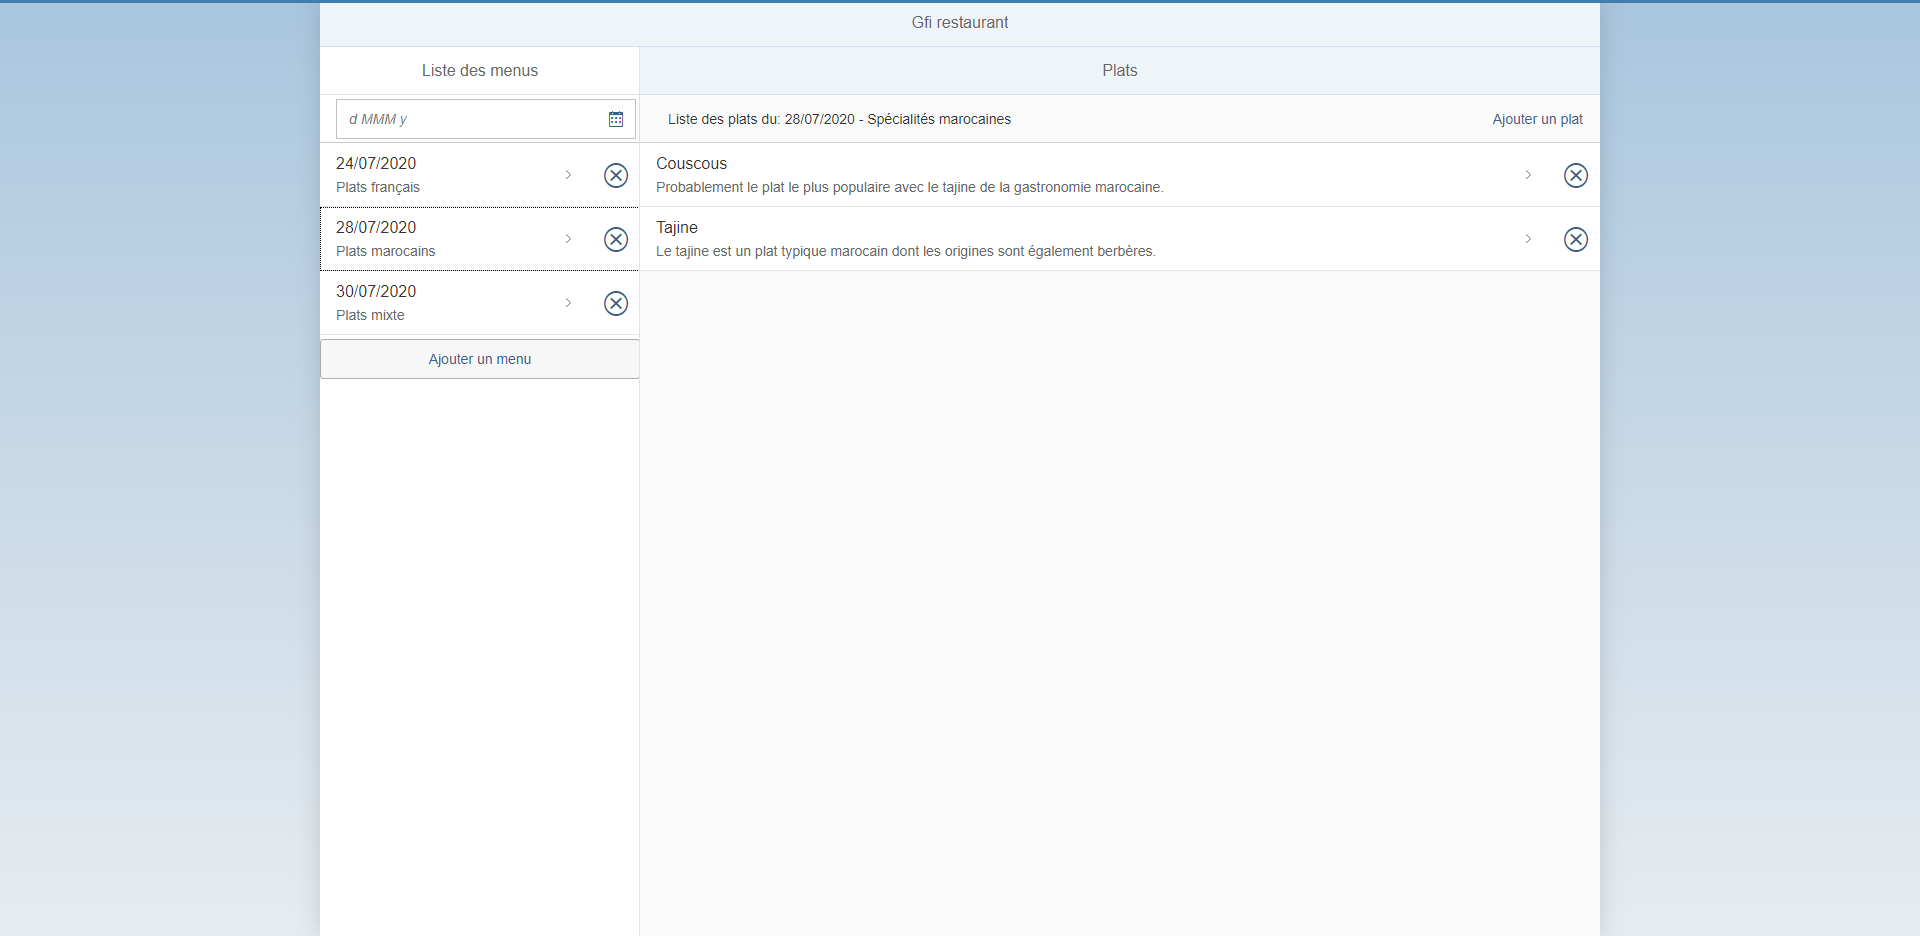 Gfi restaurant
Liste des menus
Plats
d MMM y
Liste des plats du: 28/07/2020 - Spécialités marocaines
Ajouter un plat
24/07/2020
Plats français
28/07/2020
Plats marocains
30/07/2020
Plats mixte
Ajouter un menu
Couscous
Probablement le plat le plus populaire avec le tajine de la gastronomie marocaine.
Tajine
Le tajine est un plat typique marocain dont les origines sont également berbères.